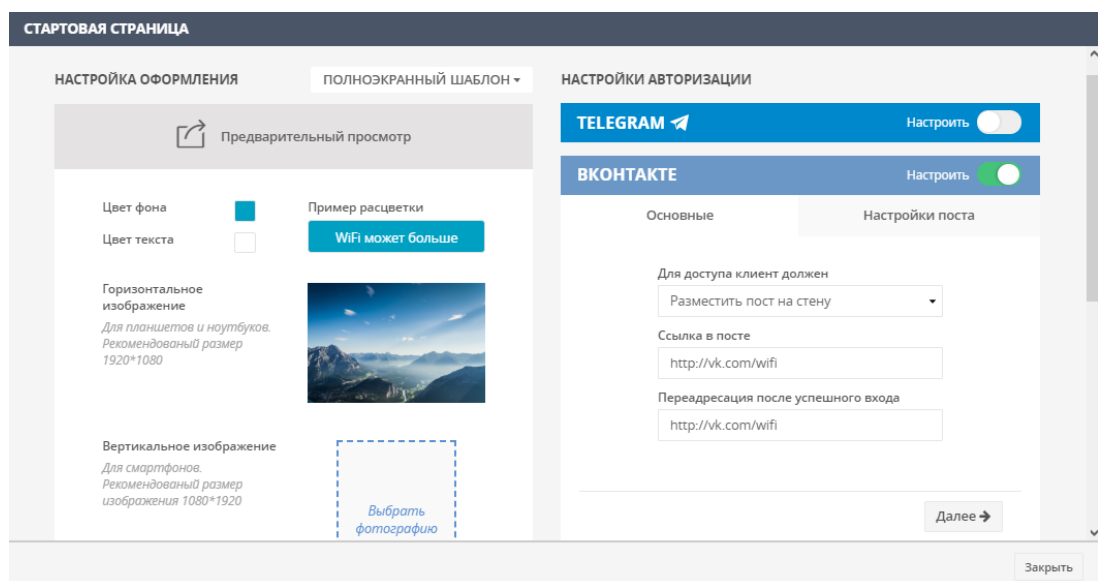 СТАРТОВАЯ СТРАНИЦА
НАСТРОЙКА ОФОРМЛЕНИЯ
ПОЛНОЭКРАННЫЙ ШАБЛОН
Предварительный просмотр
Цвет фона
Пример расцветки
Цвет текста
WiFi может больше
Горизонтальное
изображение
Для планшетов и ноутбуков.
Рекомендованый размер
1920*1080
Вертикальное изображение
Для смартфонов.
Рекомендованый размер
изображения 1080*1920
Выбрать
фотографию
НАСТРОЙКИ АВТОРИЗАЦИИ
TELEGRAM
Настроить
ВКОНТАКТЕ
Настроить
Основные
Настройки поста
Для доступа клиент должен
Разместить пост на стену
Ссылка в посте
http://vk.com/wifi
Переадресация после успешного входа
http://vk.com/wifi
Далее
Закрыть